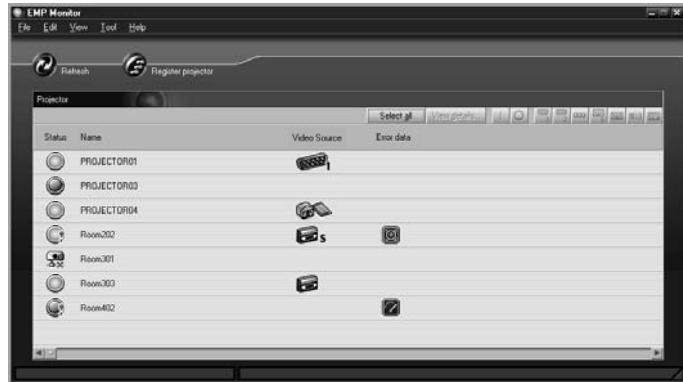 EMP Monitor
File Edit View Tool Help
Refresh Register projector
Projector
Select all View details...
Status Name Video Source Error data
PROJECTOR01 1
PROJECTOR03
PROJECTOR04
Room202 S
Room301
Room303
Room402